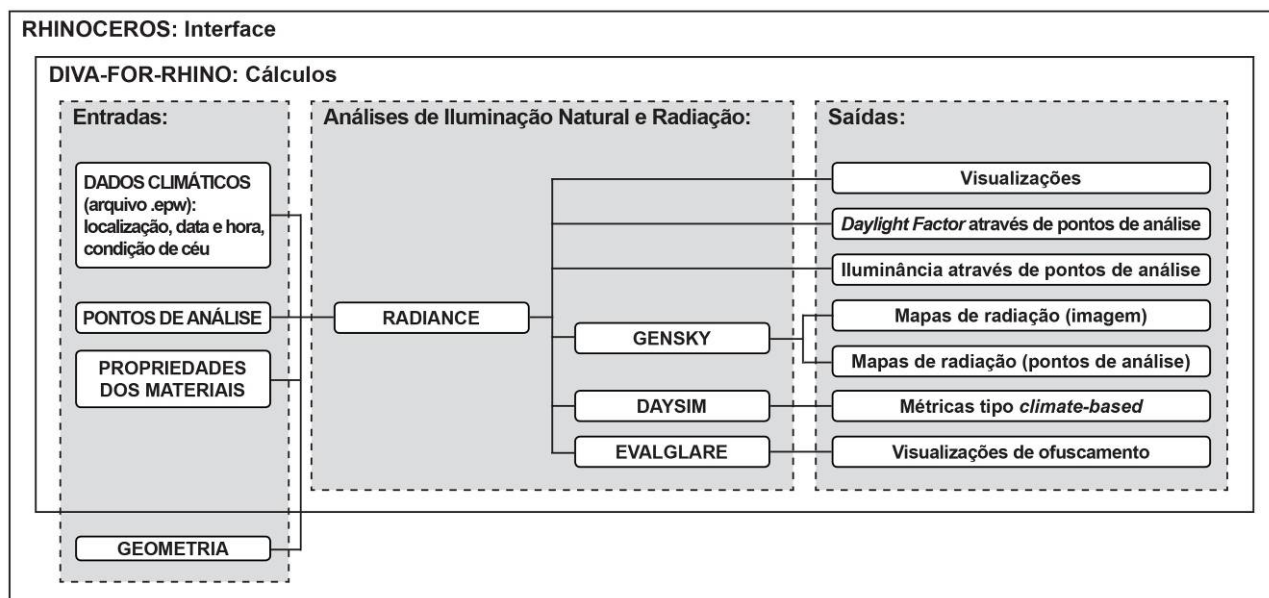 RHINOCEROS: Interface
DIVA-FOR-RHINO: Cálculos
Entradas:
DADOS CLIMÁTICOS
(arquivo .epw):
localização, data e hora,
condição de céu
PONTOS DE ANÁLISE
PROPRIEDADES
DOS MATERIAIS
GEOMETRIA
Análises de Iluminação Natural e Radiação:
RADIANCE
GENSKY
DAYSIM
EVALGLARE
Saídas:
Visualizações
Daylight Factor através de pontos de análise
Iluminância através de pontos de análise
Mapas de radiação (imagem)
Mapas de radiação (pontos de análise)
Métricas tipo climate-based
Visualizações de ofuscamento